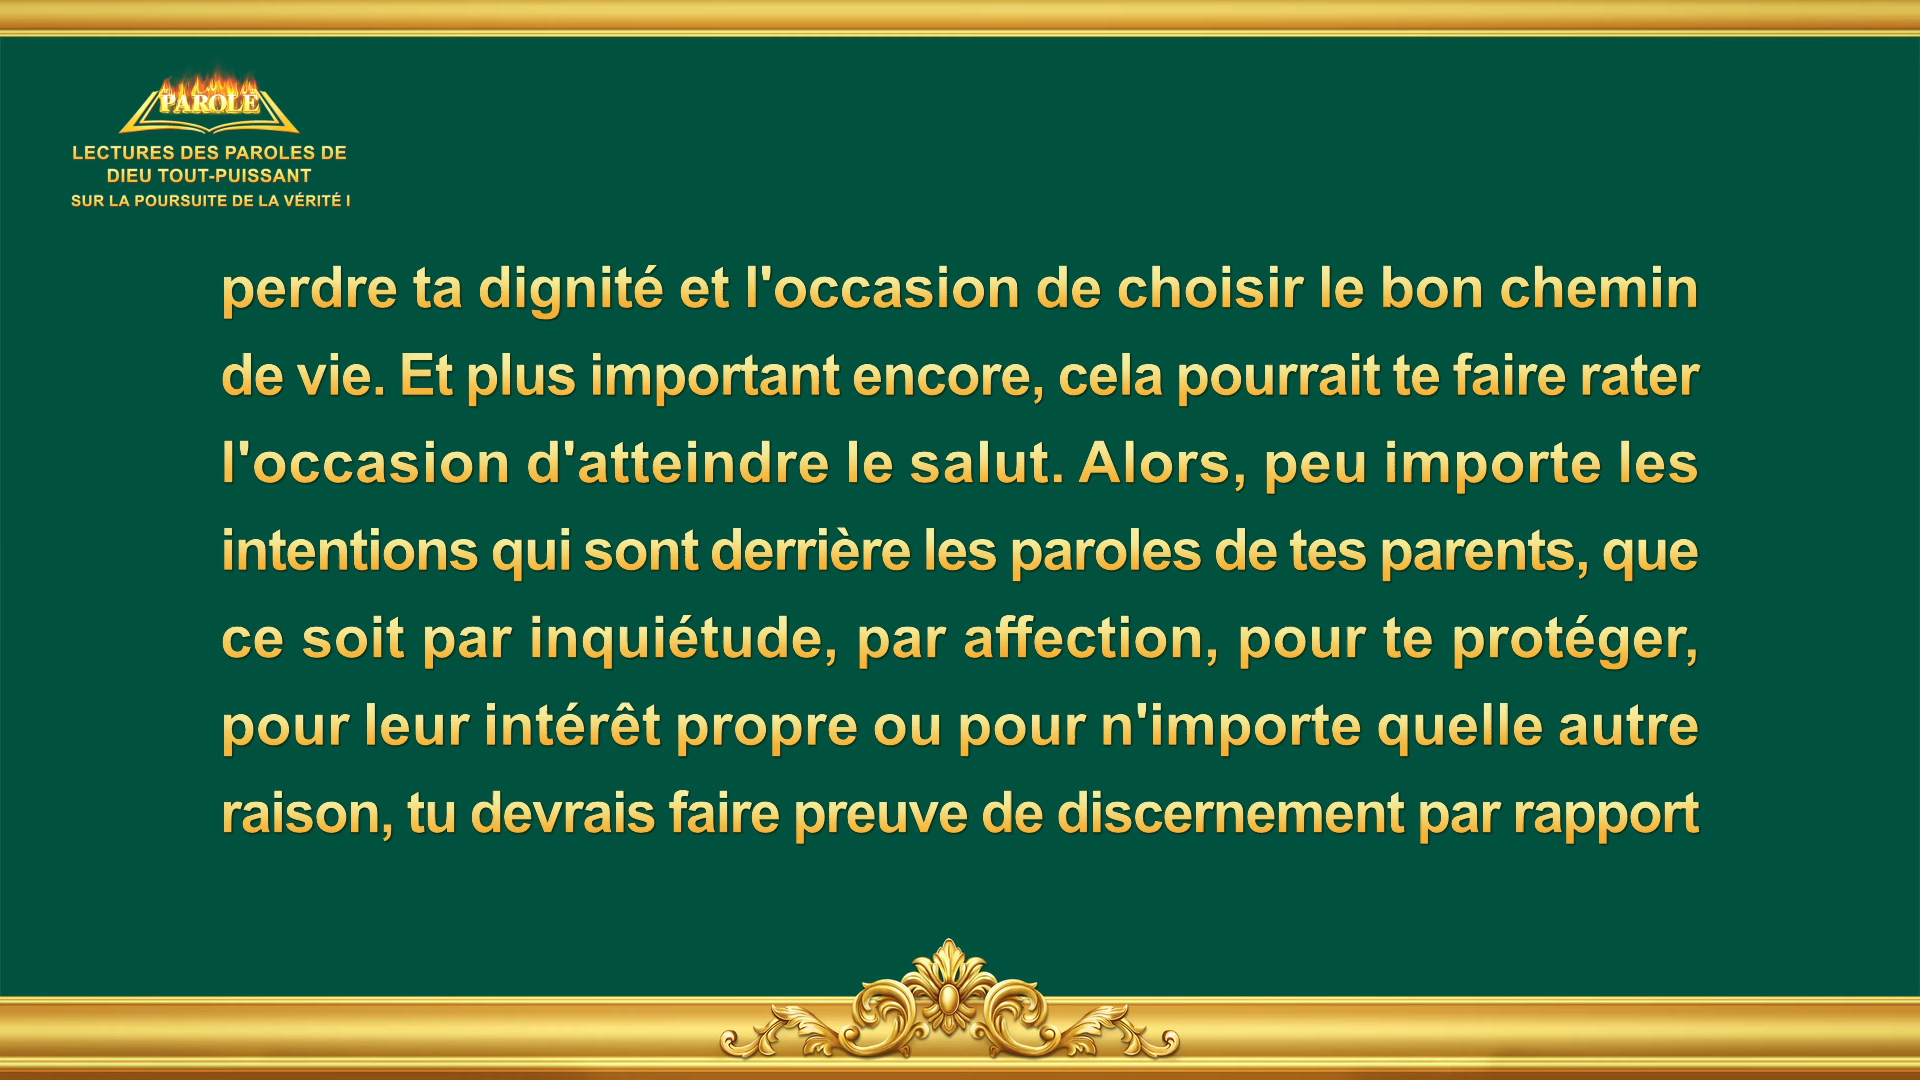 PAROLE
LECTURES DES PAROLES DE
DIEU TOUT-PUISSANT
SUR LA POURSUITE DE LA VÉRITÉ I
perdre ta dignité et l'occasion de choisir le bon chemin
de vie. Et plus important encore, cela pourrait te faire rater
l'occasion d'atteindre le salut. Alors, peu importe les
intentions qui sont derrière les paroles de tes parents, que
ce soit par inquiétude, par affection, pour te protéger,
pour leur intérêt propre ou pour n'importe quelle autre
raison, tu devrais faire preuve de discernement par rapport